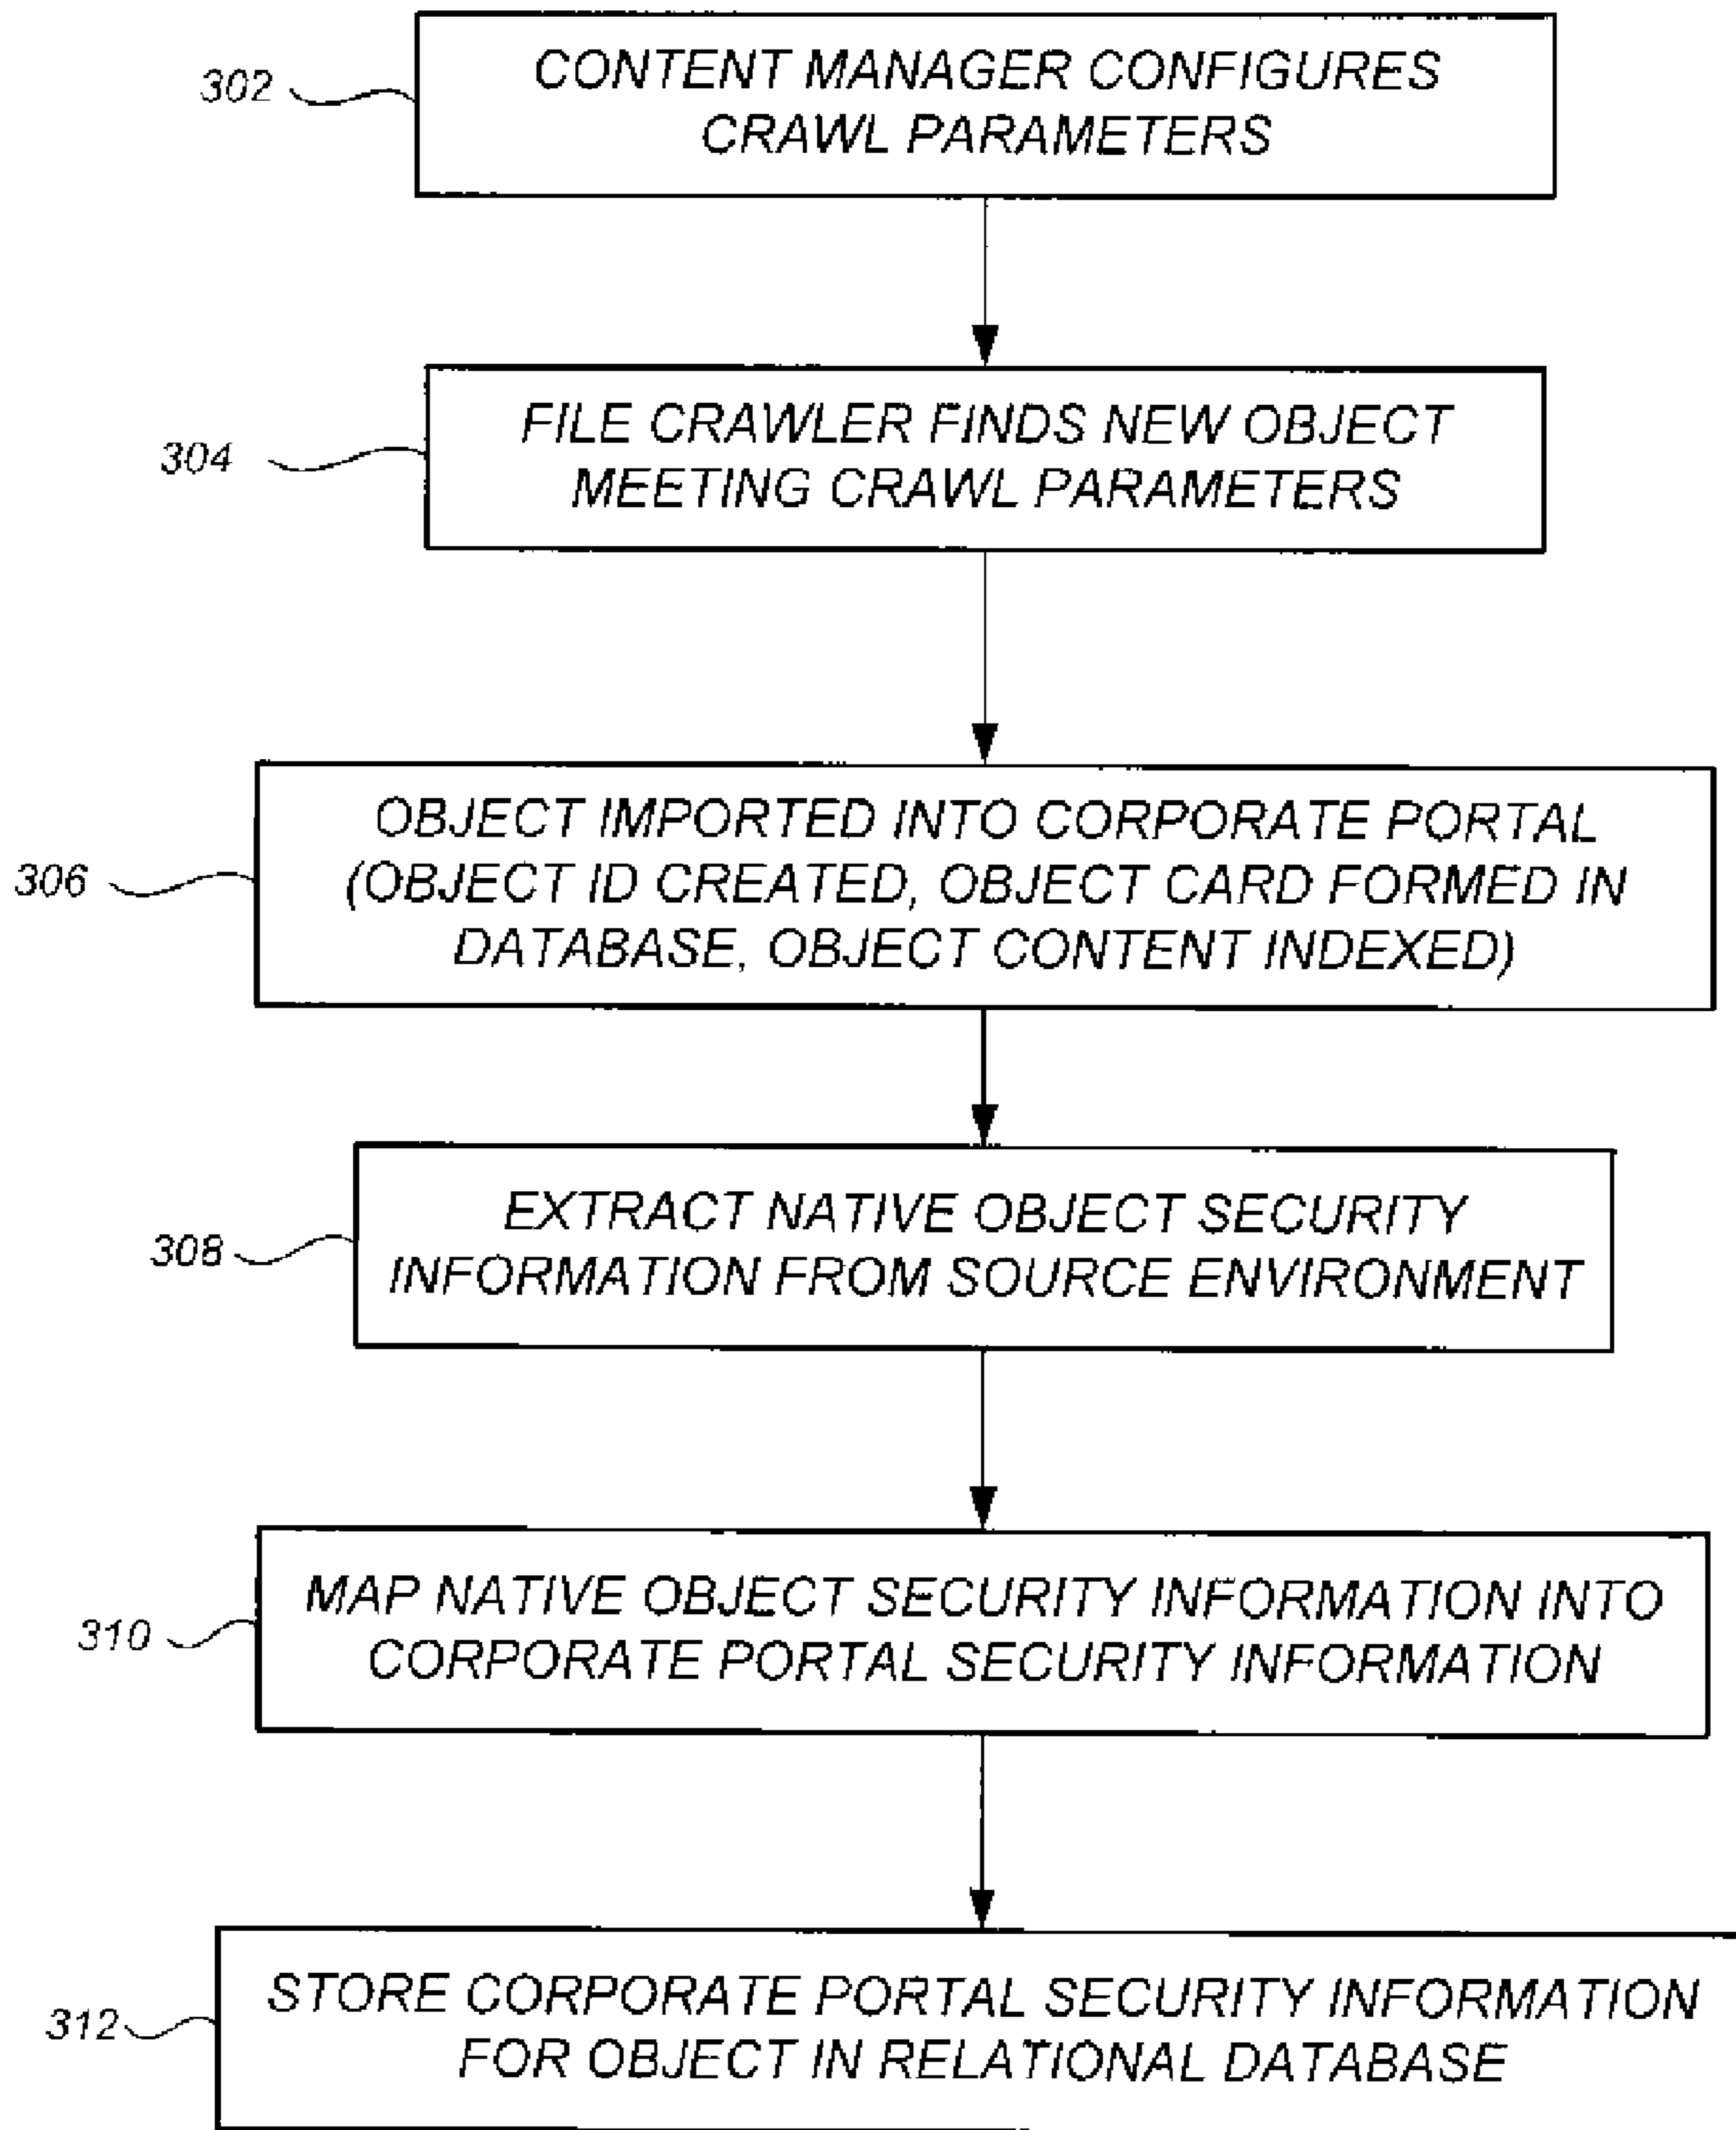 302
CONTENT MANAGER CONFIGURES
CRAWL PARAMETERS
304
FILE CRAWLER FINDS NEW OBJECT
MEETING CRAWL PARAMETERS
306
OBJECT IMPORTED INTO CORPORATE PORTAL
(OBJECT ID CREATED, OBJECT CARD FORMED IN
DATABASE, OBJECT CONTENT INDEXED)
308
EXTRACT NATIVE OBJECT SECURITY
INFORMATION FROM SOURCE ENVIRONMENT
310
MAP NATIVE OBJECT SECURITY INFORMATION INTO
CORPORATE PORTAL SECURITY INFORMATION
312
STORE CORPORATE PORTAL SECURITY INFORMATION
FOR OBJECT IN RELATIONAL DATABASE